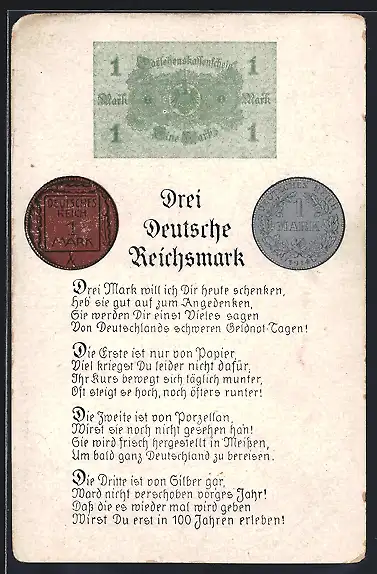 1 Darlehenskassenschein 1
Mark Mark
Eine Mark
1 1
DEUTSCHES
REICH
1
MARK
1
MARK
Drei
Deutsche
Reichsmark
Drei Mark will ich Dir heute schenken,
Heb sie gut auf zum Angedenken,
Sie werden Dir einst Vieles sagen
Von Deutschlands schweren Geldnot-Tagen!
Die Erste ist nur von Papier,
Viel kriegst Du leider nicht dafür,
Ihr Kurs bewegt sich täglich munter,
Oft steigt se hoch, noch öfters runter!
Die Zweite ist von Porzellan,
Wirst sie noch nicht gesehen han!
Sie wird frisch hergestellt in Meißen,
Um bald ganz Deutschland zu bereisen.
Die Dritte ist von Silber gar,
Ward nicht verschoben vorges Jahr!
Daß die es wieder mal wird geben
Wirst Du erst in 100 Jahren erleben!